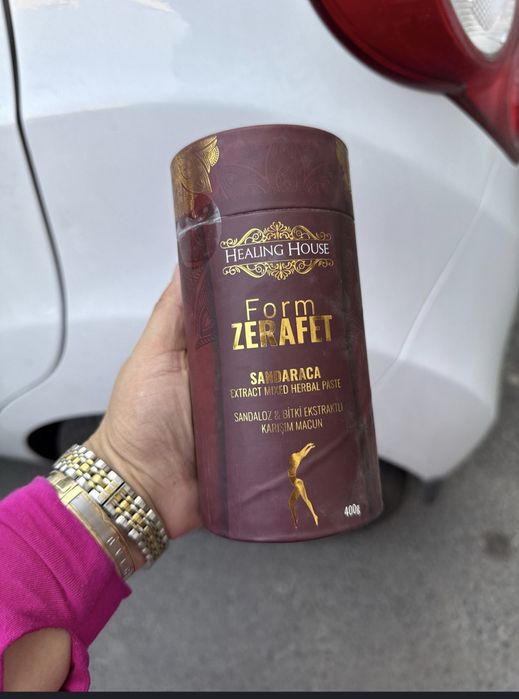 HEALING HOUSE
Form
ZERAFET
SANDARACA
EXTRACT MIXED HERBAL PASTE
SANDALOZ & BİTKİ EKSTRAKTLI
KARIŞIM MACUN
400g